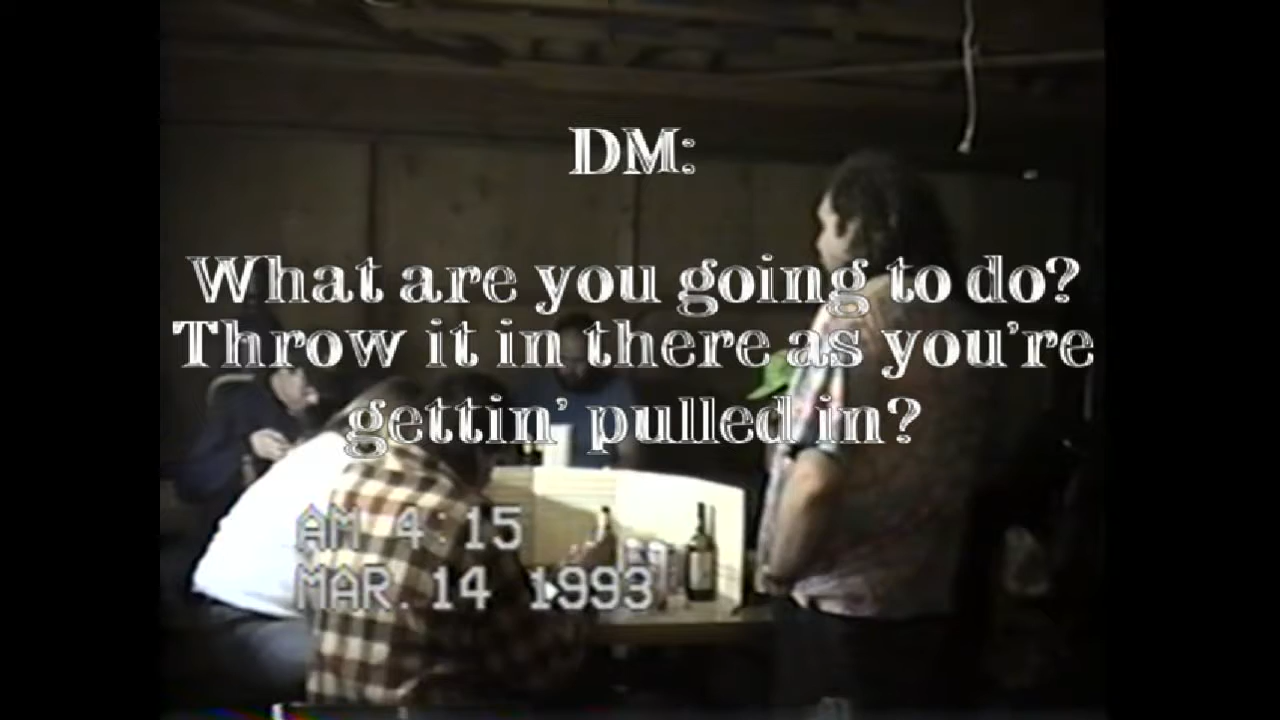 DM:
What are you going to do?
Throw it in there as you're
gettin' pulled in?
AM 4:15
MAR. 14 1993